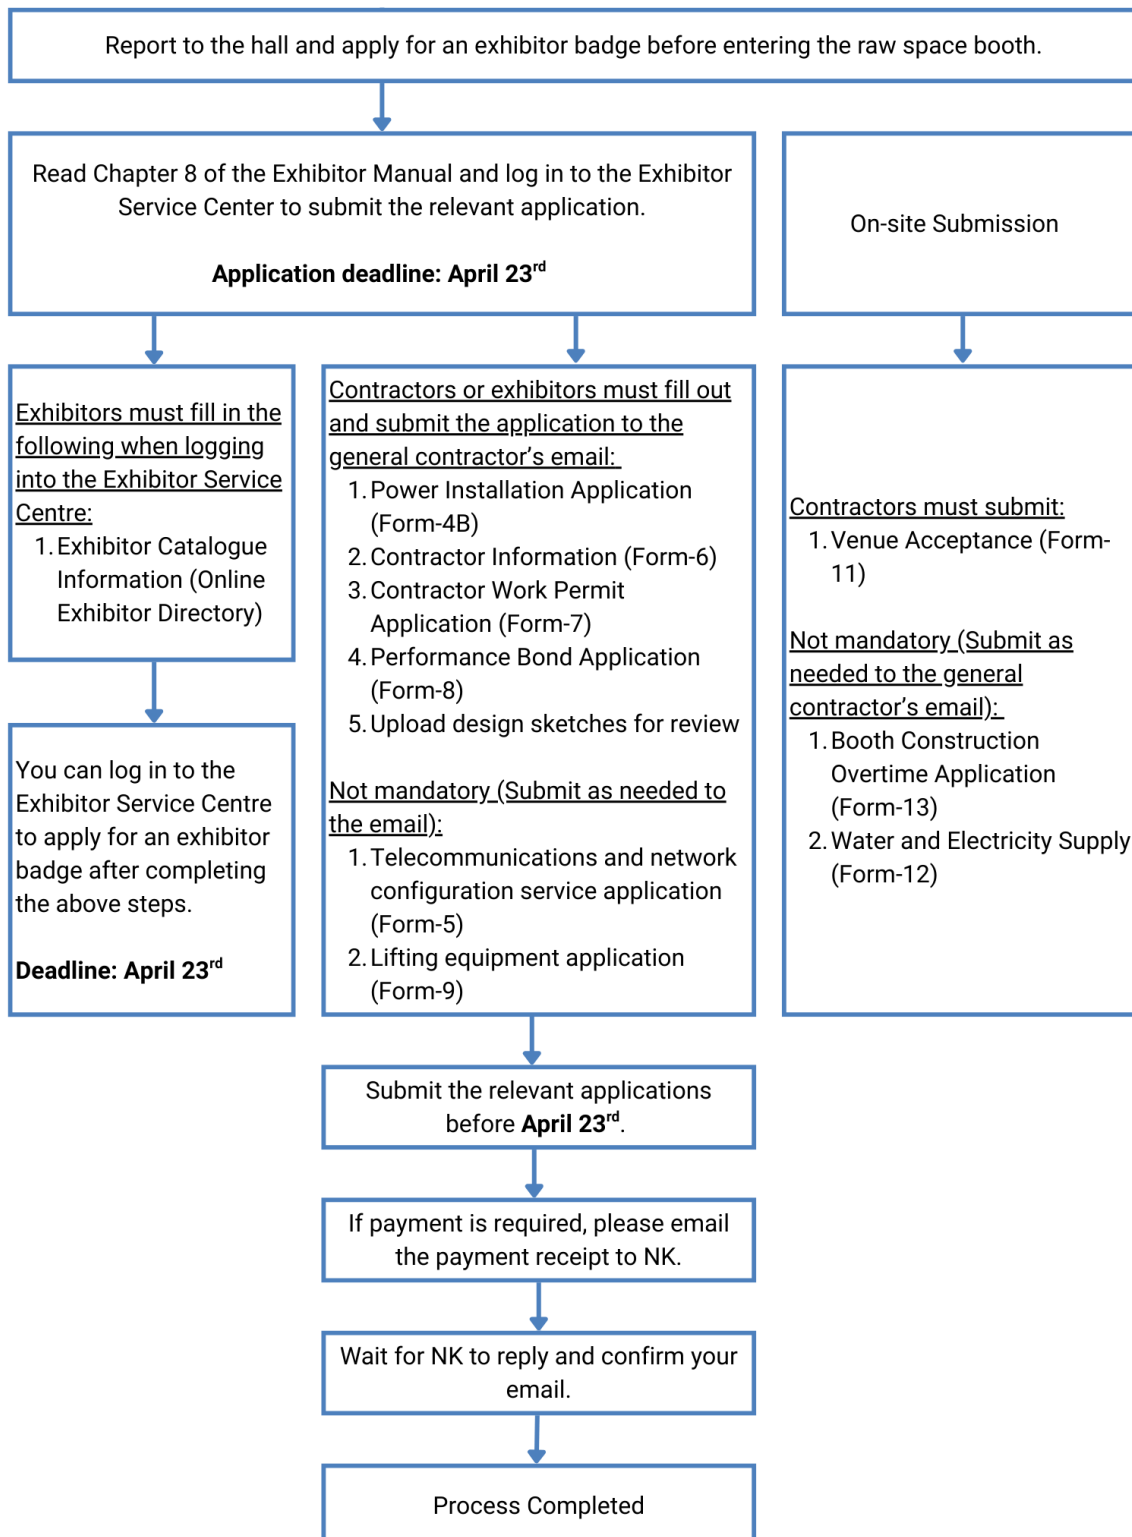 Report to the hall and apply for an exhibitor badge before entering the raw space booth.
Read Chapter 8 of the Exhibitor Manual and log in to the Exhibitor
Service Center to submit the relevant application.
Application deadline: April 23rd
On-site Submission
Exhibitors must fill in the
following when logging
into the Exhibitor Service
Centre:
1. Exhibitor Catalogue
Information (Online
Exhibitor Directory)
You can log in to the
Exhibitor Service Centre
to apply for an exhibitor
badge after completing
the above steps.
Deadline: April 23rd
Contractors or exhibitors must fill out
and submit the application to the
general contractor's email:
1. Power Installation Application
(Form-4B)
2. Contractor Information (Form-6)
3. Contractor Work Permit
Application (Form-7)
4. Performance Bond Application
(Form-8)
5. Upload design sketches for review
Not mandatory (Submit as needed to
the email):
1. Telecommunications and network
configuration service application
(Form-5)
2. Lifting equipment application
(Form-9)
Contractors must submit:
1. Venue Acceptance (Form-
11)
Not mandatory (Submit as
needed to the general
contractor's email):
1. Booth Construction
Overtime Application
(Form-13)
2. Water and Electricity Supply
(Form-12)
Submit the relevant applications
before April 23rd.
If payment is required, please email
the payment receipt to NK.
Wait for NK to reply and confirm your
email.
Process Completed